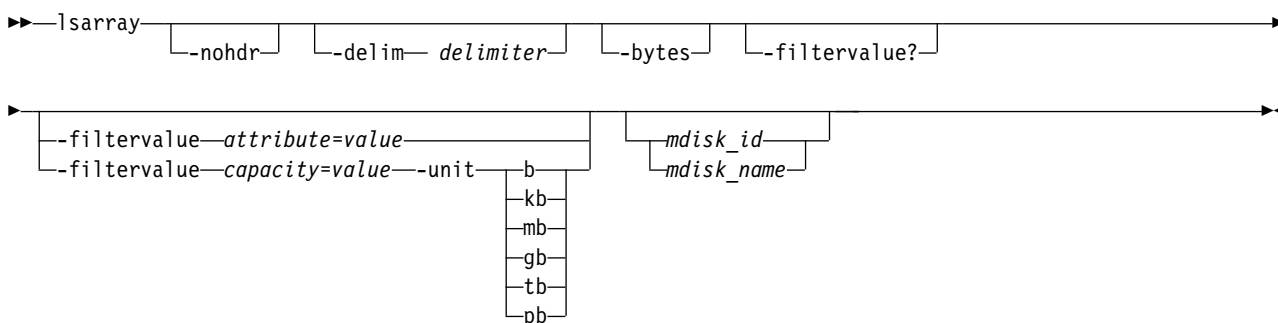 lsarray
-nohdr -delim delimiter -bytes -filtervalue?
-filtervalue attribute=value mdisk_id
-filtervalue capacity=value -unit b mdisk_name
kb
mb
gb
tb
pb